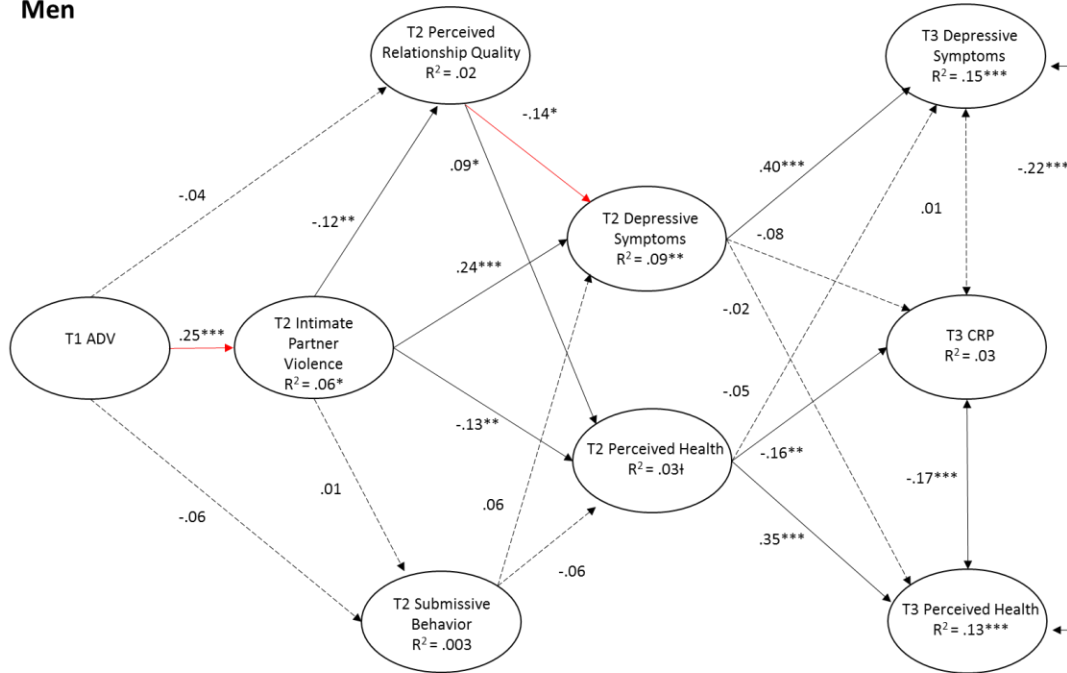 Men
T2 Perceived
Relationship Quality
R² = .02
T3 Depressive
Symptoms
R² = .15***
-.14*
.09*
.40***
-.22***
-.04
.01
-.12**
T2 Depressive
Symptoms
R² = .09**
-.08
.24***
-.02
T1 ADV
.25***
T2 Intimate
Partner
Violence
R² = .06*
T3 CRP
R² = .03
-.05
-.13**
T2 Perceived Health
R² = .03ƚ
-.16**
-.17***
.01
.06
-.06
.35***
-.06
T2 Submissive
Behavior
R² = .003
T3 Perceived Health
R² = .13***